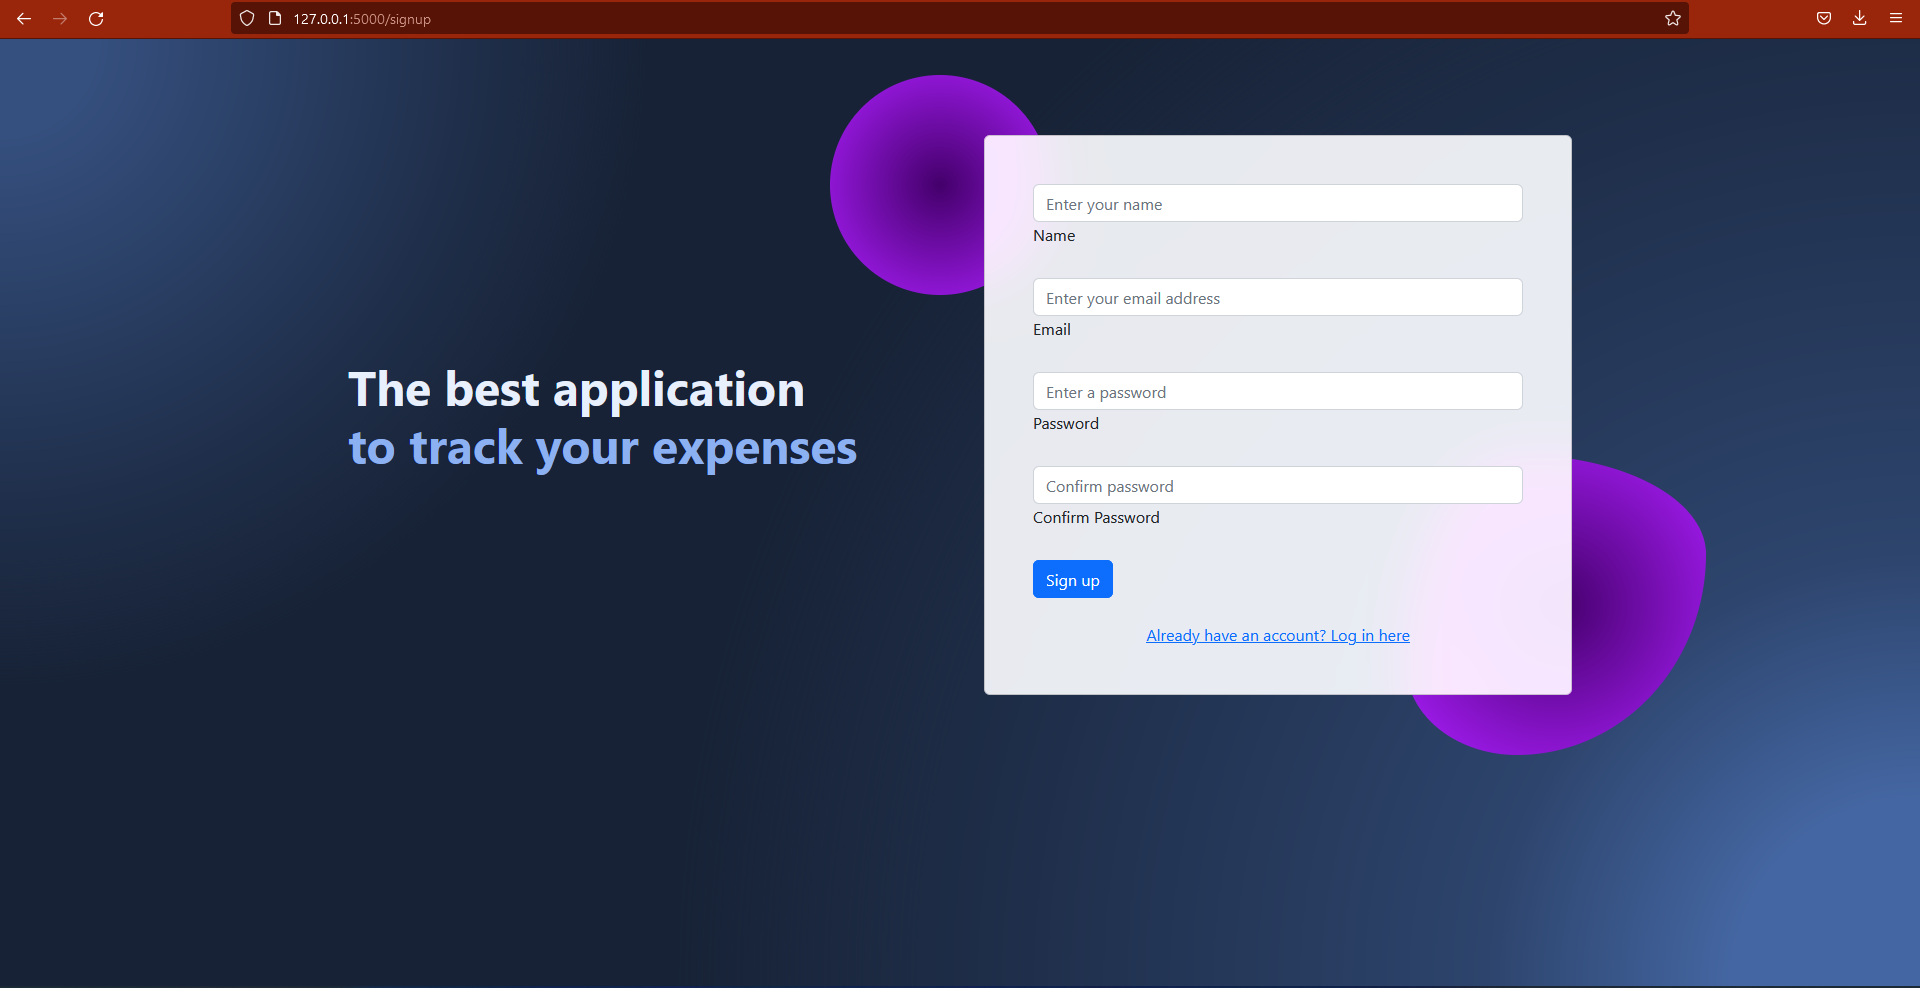 127.0.0.1:5000/signup
The best application
to track your expenses
Enter your name
Name
Enter your email address
Email
Enter a password
Password
Confirm password
Confirm Password
Sign up
Already have an account? Log in here